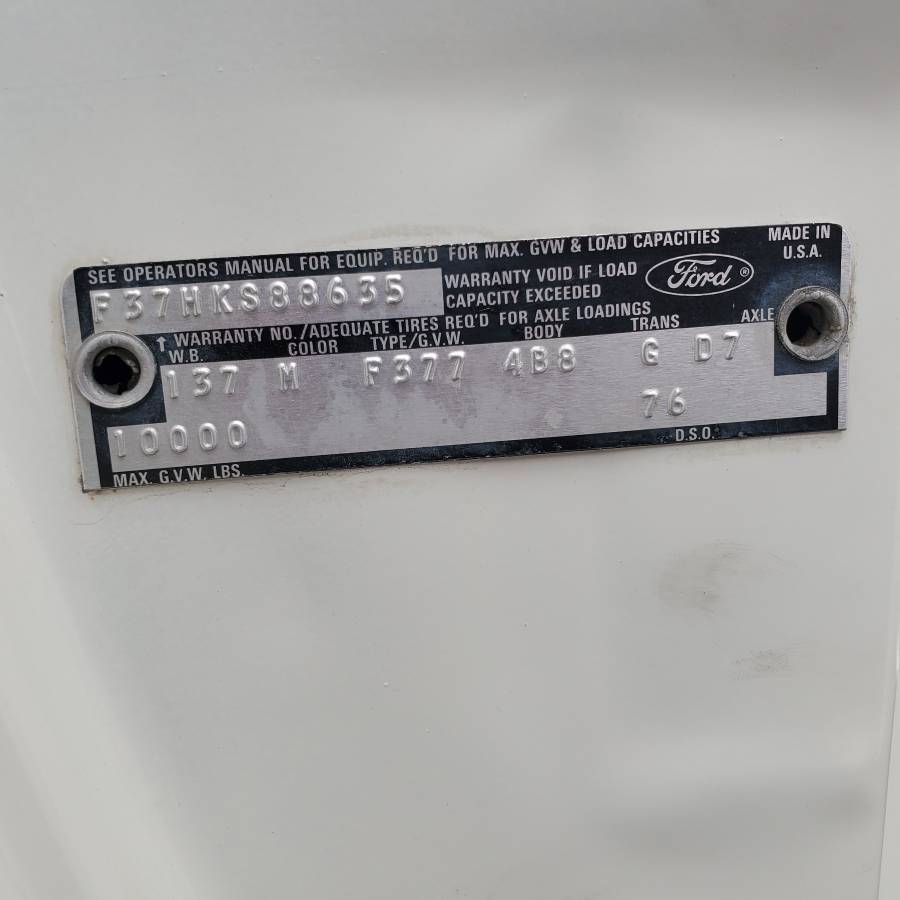 SEE OPERATORS MANUAL FOR EQUIP. REQ'D FOR MAX. GVW & LOAD CAPACITIES
MADE IN
U.S.A.
F37HKS88635
WARRANTY VOID IF LOAD
CAPACITY EXCEEDED
Ford ®
↑ WARRANTY NO./ADEQUATE TIRES REQ'D FOR AXLE LOADINGS
W.B. COLOR TYPE/G.V.W. BODY TRANS AXLE
137 M F377 4B8 G D7
76
10000
MAX. G.V.W. LBS. D.S.O.